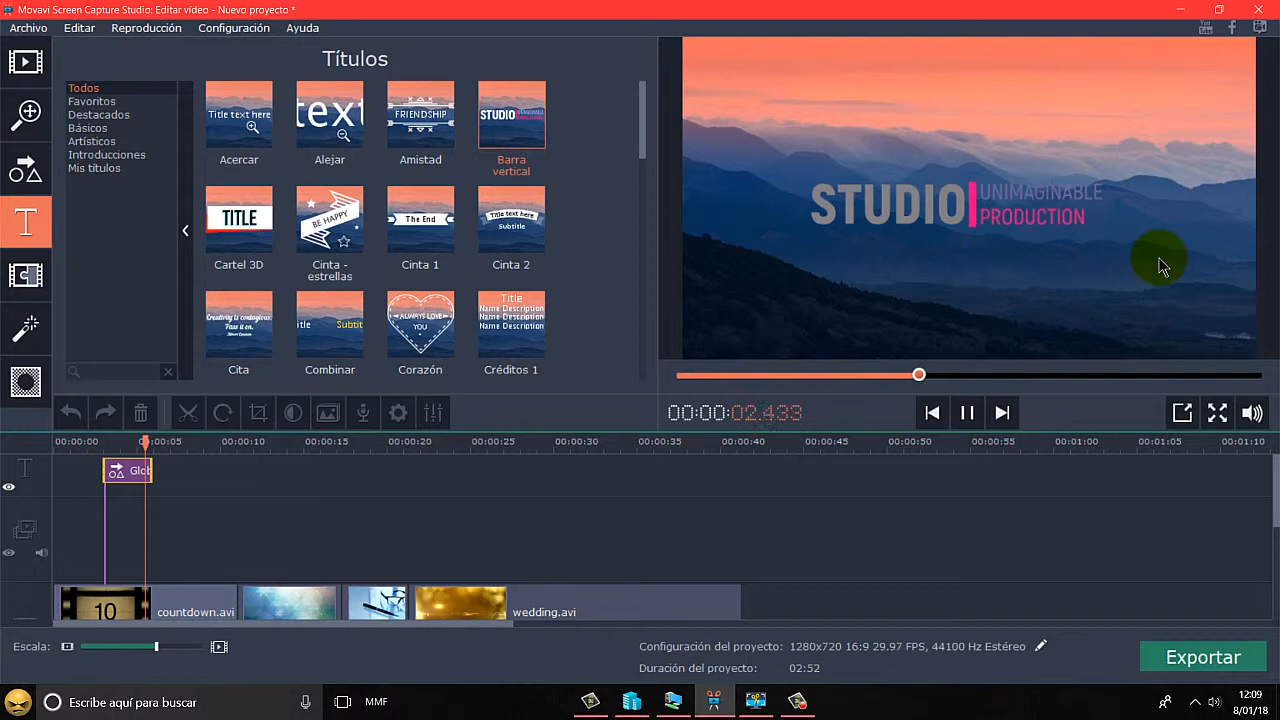 Movavi Screen Capture Studio: Editar vídeo - Nuevo proyecto *
Archivo Editar Reproducción Configuración Ayuda
Títulos
Todos
Favoritos
Destacados
Básicos
Artísticos
Introducciones
Mis títulos
Title text here
Acercar
text
Alejar
FRIENDSHIP
Amistad
STUDIO UNIMAGINABLE
PRODUCTION
Barra
vertical
TITLE
Cartel 3D
BE HAPPY
Cinta -
estrellas
The End
Cinta 1
Title text here
Subtitle
Cinta 2
Creativity is contagious.
Pass it on.
Albert Einstein
Cita
itle Subtit
Combinar
ALWAYS LOVE
YOU
Corazón
Title
Name Description
Name Description
Name Description
Créditos 1
STUDIO UNIMAGINABLE
PRODUCTION
00:00:02.433
00:00:00 00:00:05 00:00:10 00:00:15 00:00:20 00:00:25 00:00:30 00:00:35 00:00:40 00:00:45 00:00:50 00:00:55 00:01:00 00:01:05 00:01:10
T
Glob
10
countdown.avi
wedding.avi
Escala:
Configuración del proyecto: 1280x720 16:9 29.97 FPS, 44100 Hz Estéreo
Duración del proyecto: 02:52
Exportar
Escribe aquí para buscar
MMF
12:09
8/01/18